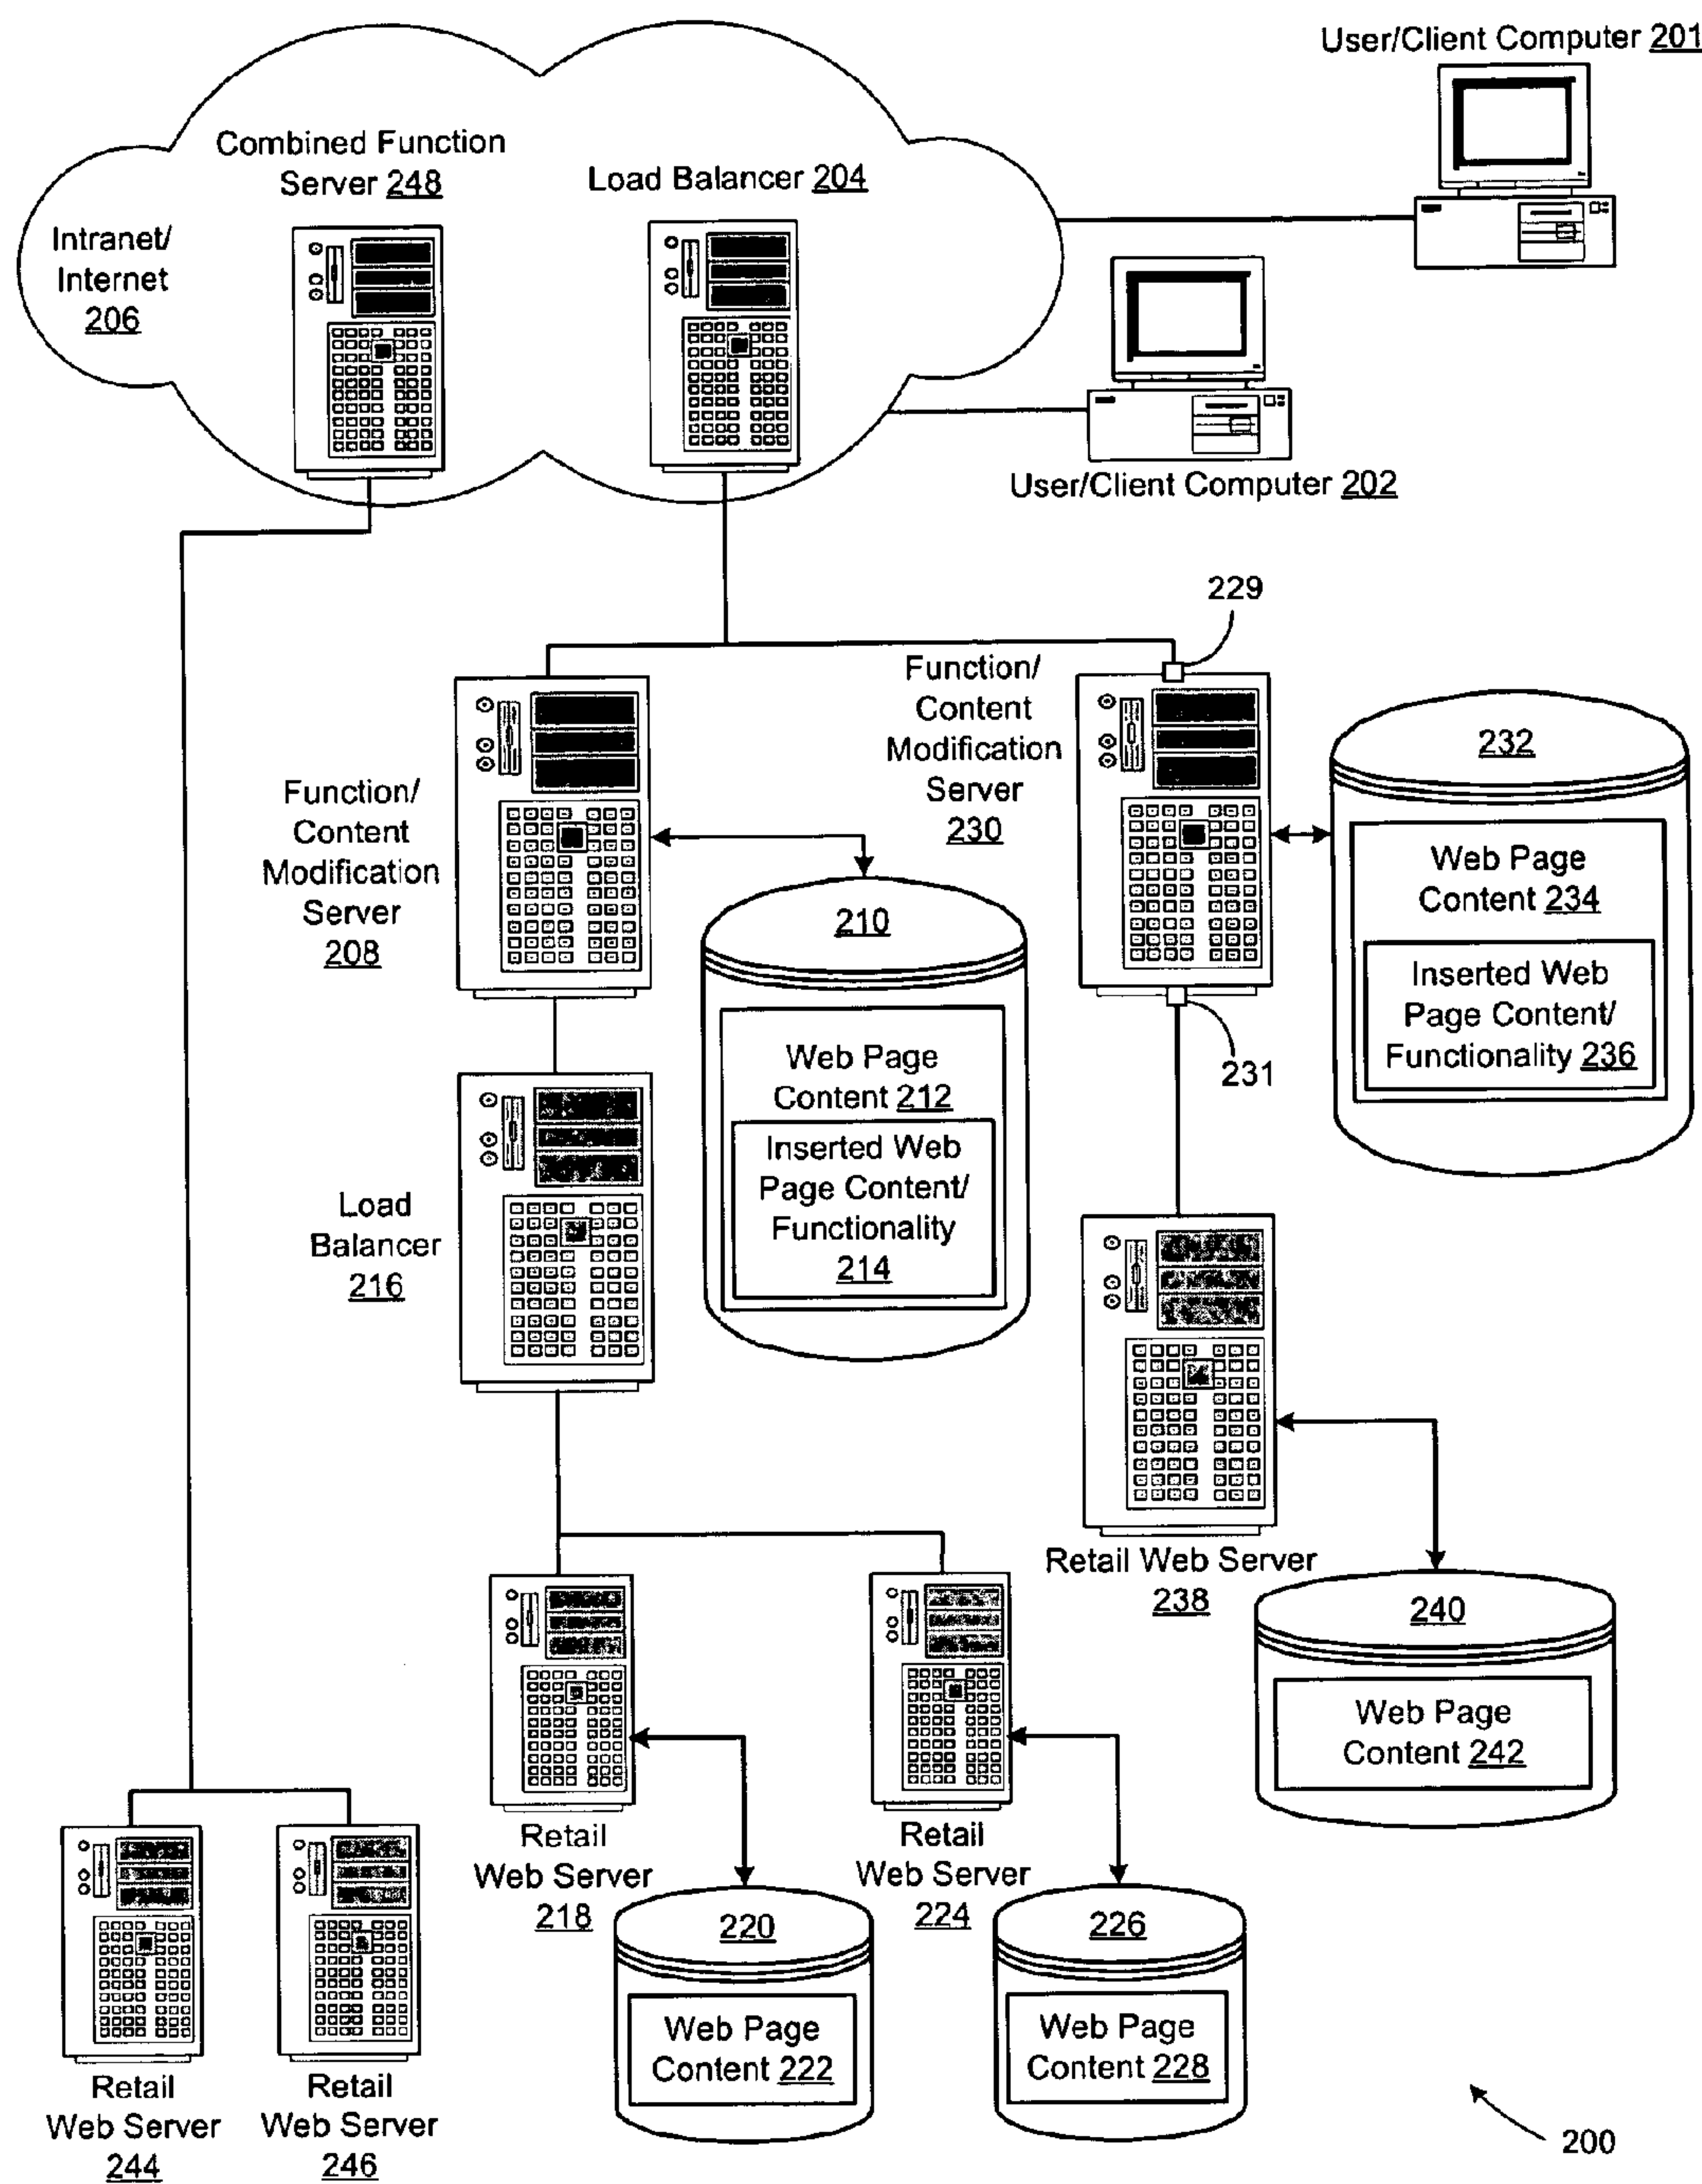 User/Client Computer 201
Combined Function
Server 248
Load Balancer 204
Intranet/
Internet
206
User/Client Computer 202
229
Function/
Content
Modification
Server
230
232
Web Page
Content 234
Inserted Web
Page Content/
Functionality 236
231
Function/
Content
Modification
Server
208
210
Web Page
Content 212
Inserted Web
Page Content/
Functionality
214
Load
Balancer
216
Retail Web Server
238
240
Web Page
Content 242
Retail
Web Server
218
220
Web Page
Content 222
Retail
Web Server
224
226
Web Page
Content 228
Retail
Web Server
244
Retail
Web Server
246
200